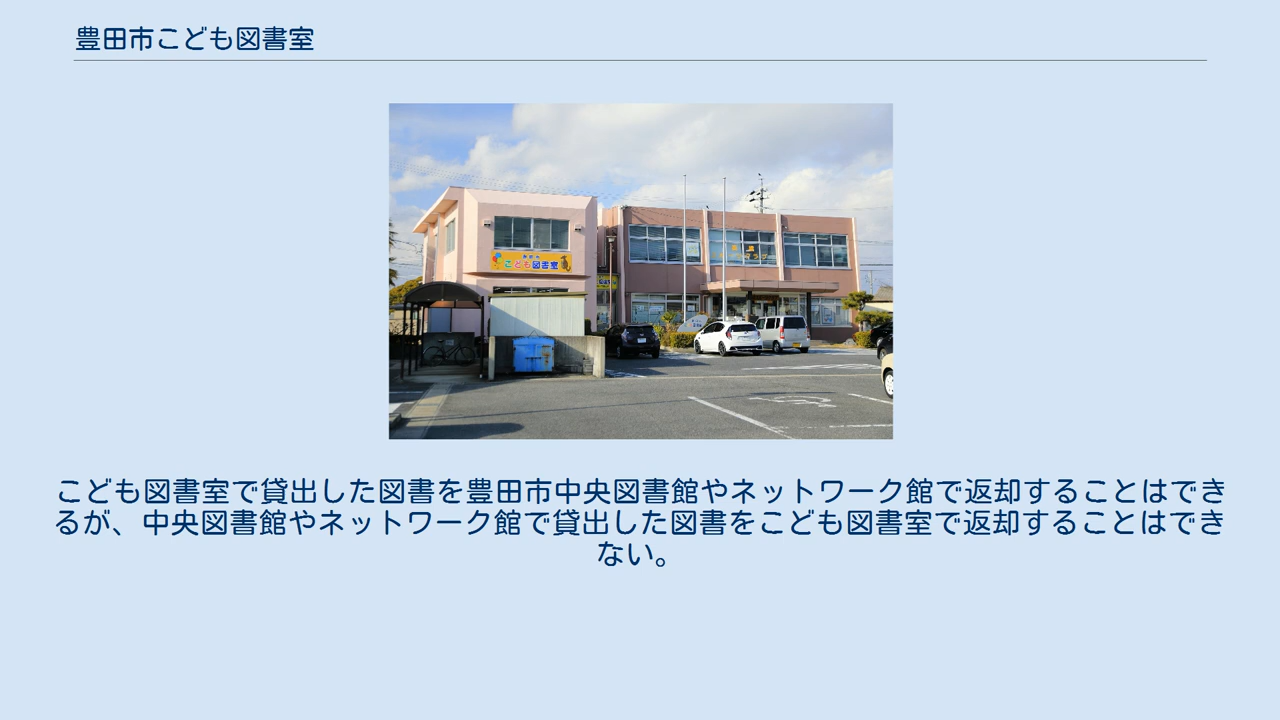 豊田市こども図書室
こども図書室
こども図書室で貸出した図書を豊田市中央図書館やネットワーク館で返却することはでき
るが、中央図書館やネットワーク館で貸出した図書をこども図書室で返却することはでき
ない。